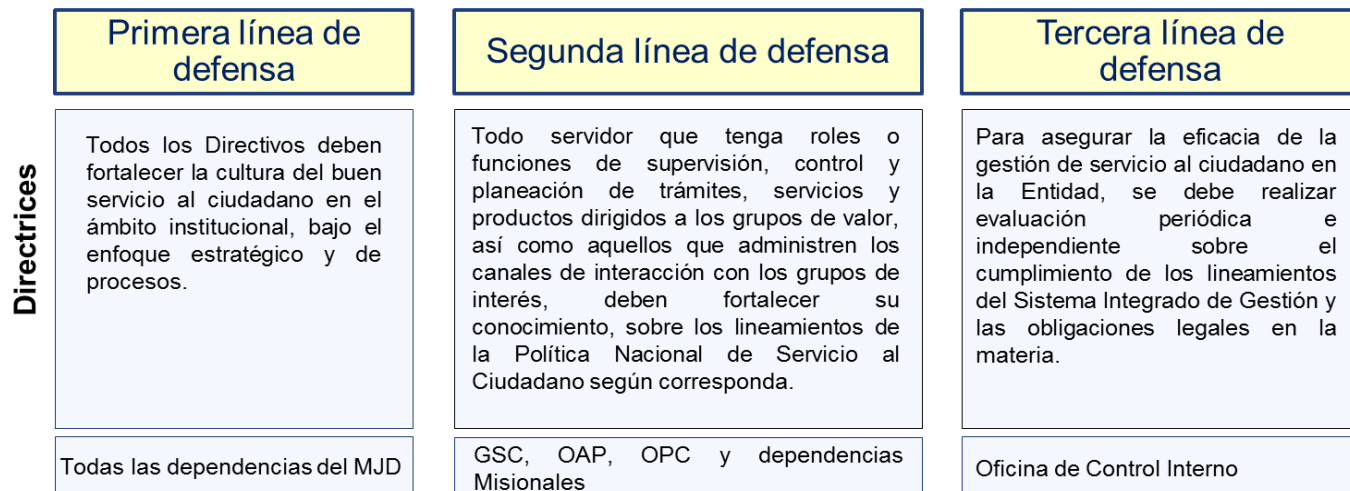 Primera línea de
defensa
Segunda línea de defensa
Tercera línea de
defensa
Directrices
Todos los Directivos deben
fortalecer la cultura del buen
servicio al ciudadano en el
ámbito institucional, bajo el
enfoque estratégico y de
procesos.
Todo servidor que tenga roles o
funciones de supervisión, control y
planeación de trámites, servicios y
productos dirigidos a los grupos de valor,
así como aquellos que administren los
canales de interacción con los grupos de
interés, deben fortalecer su
conocimiento, sobre los lineamientos de
la Política Nacional de Servicio al
Ciudadano según corresponda.
Para asegurar la eficacia de la
gestión de servicio al ciudadano en
la Entidad, se debe realizar
evaluación periódica e
independiente sobre el
cumplimiento de los lineamientos
del Sistema Integrado de Gestión y
las obligaciones legales en la
materia.
Todas las dependencias del MJD
GSC, OAP, OPC y dependencias
Misionales
Oficina de Control Interno